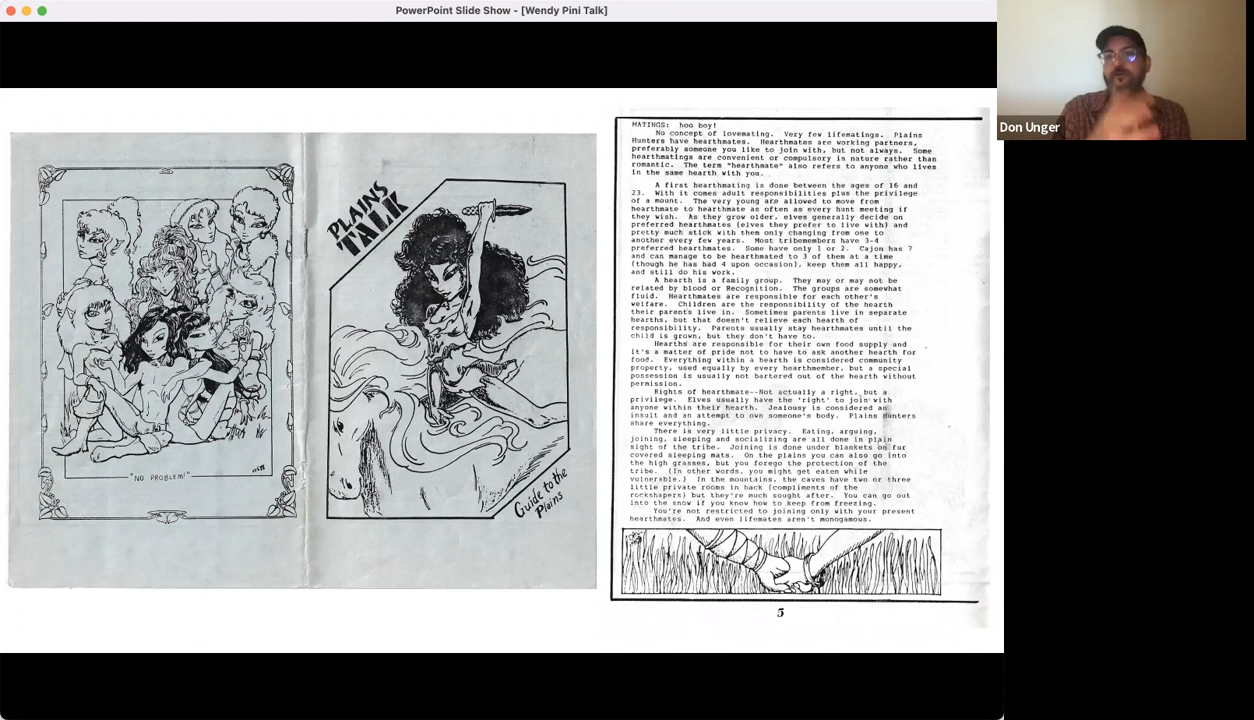 PowerPoint Slide Show - [Wendy Pini Talk]
Don Unger
"NO PROBLEM!"
PLAINS
TALK
Guide to the
Plains
MATINGS: hoo boy!
No concept of lovemating. Very few lifematings. Plains
Hunters have hearthmates. Hearthmates are working partners,
preferably someone you like to join with, but not always. Some
hearthmatings are convenient or compulsory in nature rather than
romantic. The term "hearthmate" also refers to anyone who lives
in the same hearth with you.
A first hearthmating is done between the ages of 16 and
23. With it comes adult responsibilities plus the privilege
of a mount. The very young are allowed to move from
hearthmate to hearthmate as often as every hunt meeting if
they wish. As they grow older, elves generally decide on
preferred hearthmates (elves they prefer to live with) and
pretty much stick with them only changing from one to
another every few years. Most tribemembers have 3-4
preferred hearthmates. Some have only 1 or 2. Cajon has 7
and can manage to be hearthmated to 3 of them at a time
(though he has had 4 upon occasion), keep them all happy,
and still do his work.
A hearth is a family group. They may or may not be
related by blood or Recognition. The groups are somewhat
fluid. Hearthmates are responsible for each other's
welfare. Children are the responsibility of the hearth
their parents live in. Sometimes parents live in separate
hearths, but that doesn't relieve each hearth of
responsibility. Parents usually stay hearthmates until the
child is grown, but they don't have to.
Hearths are responsible for their own food supply and
it's a matter of pride not to have to ask another hearth for
food. Everything within a hearth is considered community
property, used equally by every hearthmember, but a special
possession is usually not bartered out of the hearth without
permission.
Rights of hearthmate--Not actually a right, but a
privilege. Elves usually have the 'right' to join with
anyone within their hearth. Jealousy is considered an
insult and an attempt to own someone's body. Plains Hunters
share everything.
There is very little privacy. Eating, arguing,
joining, sleeping and socializing are all done in plain
sight of the tribe. Joining is done under blankets on fur
covered sleeping mats. On the plains you can also go into
the high grasses, but you forego the protection of the
tribe. (In other words, you might get eaten while
vulnerable.) In the mountains, the caves have two or three
little private rooms in back (compliments of the
rockshapers) but they're much sought after. You can go out
into the snow if you know how to keep from freezing.
You're not restricted to joining only with your present
hearthmates. And even lifemates aren't monogamous.
5